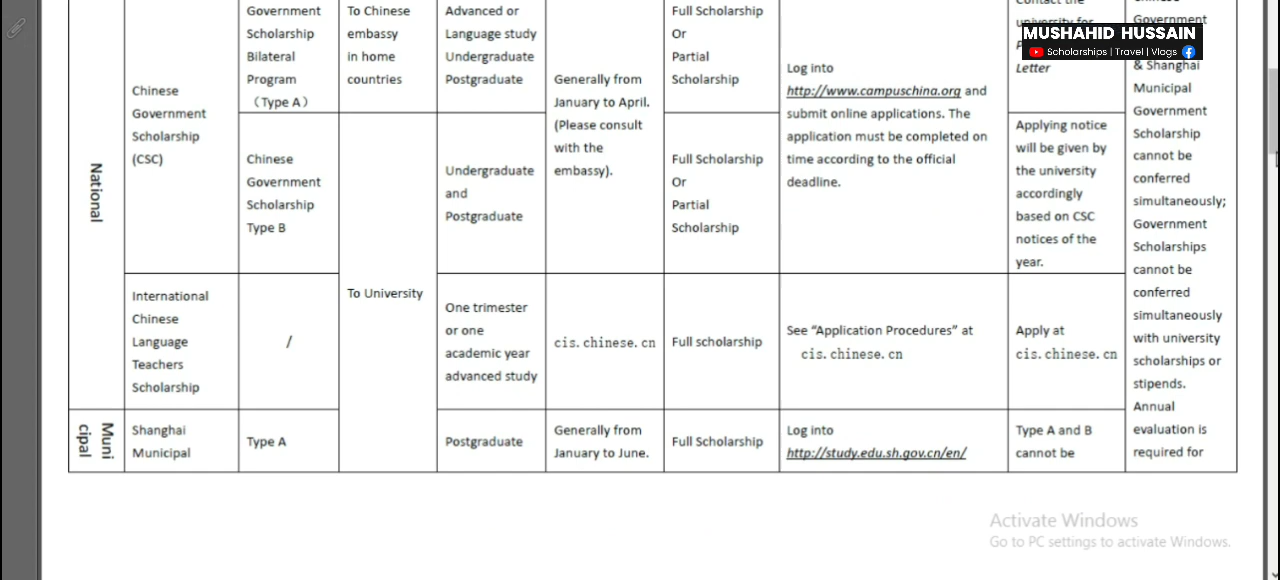 Government
Scholarship
Bilateral
Program
（Type A）
To Chinese
embassy
in home
countries
Advanced or
Language study
Undergraduate
Postgraduate
Full Scholarship
Or
Partial
Scholarship
Contact the
university for
Letter
MUSHAHID HUSSAIN
Scholarships | Travel | Vlogs
National
Chinese
Government
Scholarship
(CSC)
Generally from
January to April.
(Please consult
with the
embassy).
Log into
http://www.campuschina.org and
submit online applications. The
application must be completed on
time according to the official
deadline.
Chinese
Government
Scholarship
Type B
Undergraduate
and
Postgraduate
Full Scholarship
Or
Partial
Scholarship
Applying notice
will be given by
the university
accordingly
based on CSC
notices of the
year.
Government
& Shanghai
Municipal
Government
Scholarship
cannot be
conferred
simultaneously;
Government
Scholarships
cannot be
conferred
simultaneously
with university
scholarships or
stipends.
Annual
evaluation is
required for
International
Chinese
Language
Teachers
Scholarship
/
To University
One trimester
or one
academic year
advanced study
cis.chinese.cn
Full scholarship
See “Application Procedures” at
cis.chinese.cn
Apply at
cis.chinese.cn
Muni
cipal
Shanghai
Municipal
Type A
Postgraduate
Generally from
January to June.
Full Scholarship
Log into
http://study.edu.sh.gov.cn/en/
Type A and B
cannot be
Activate Windows
Go to PC settings to activate Windows.